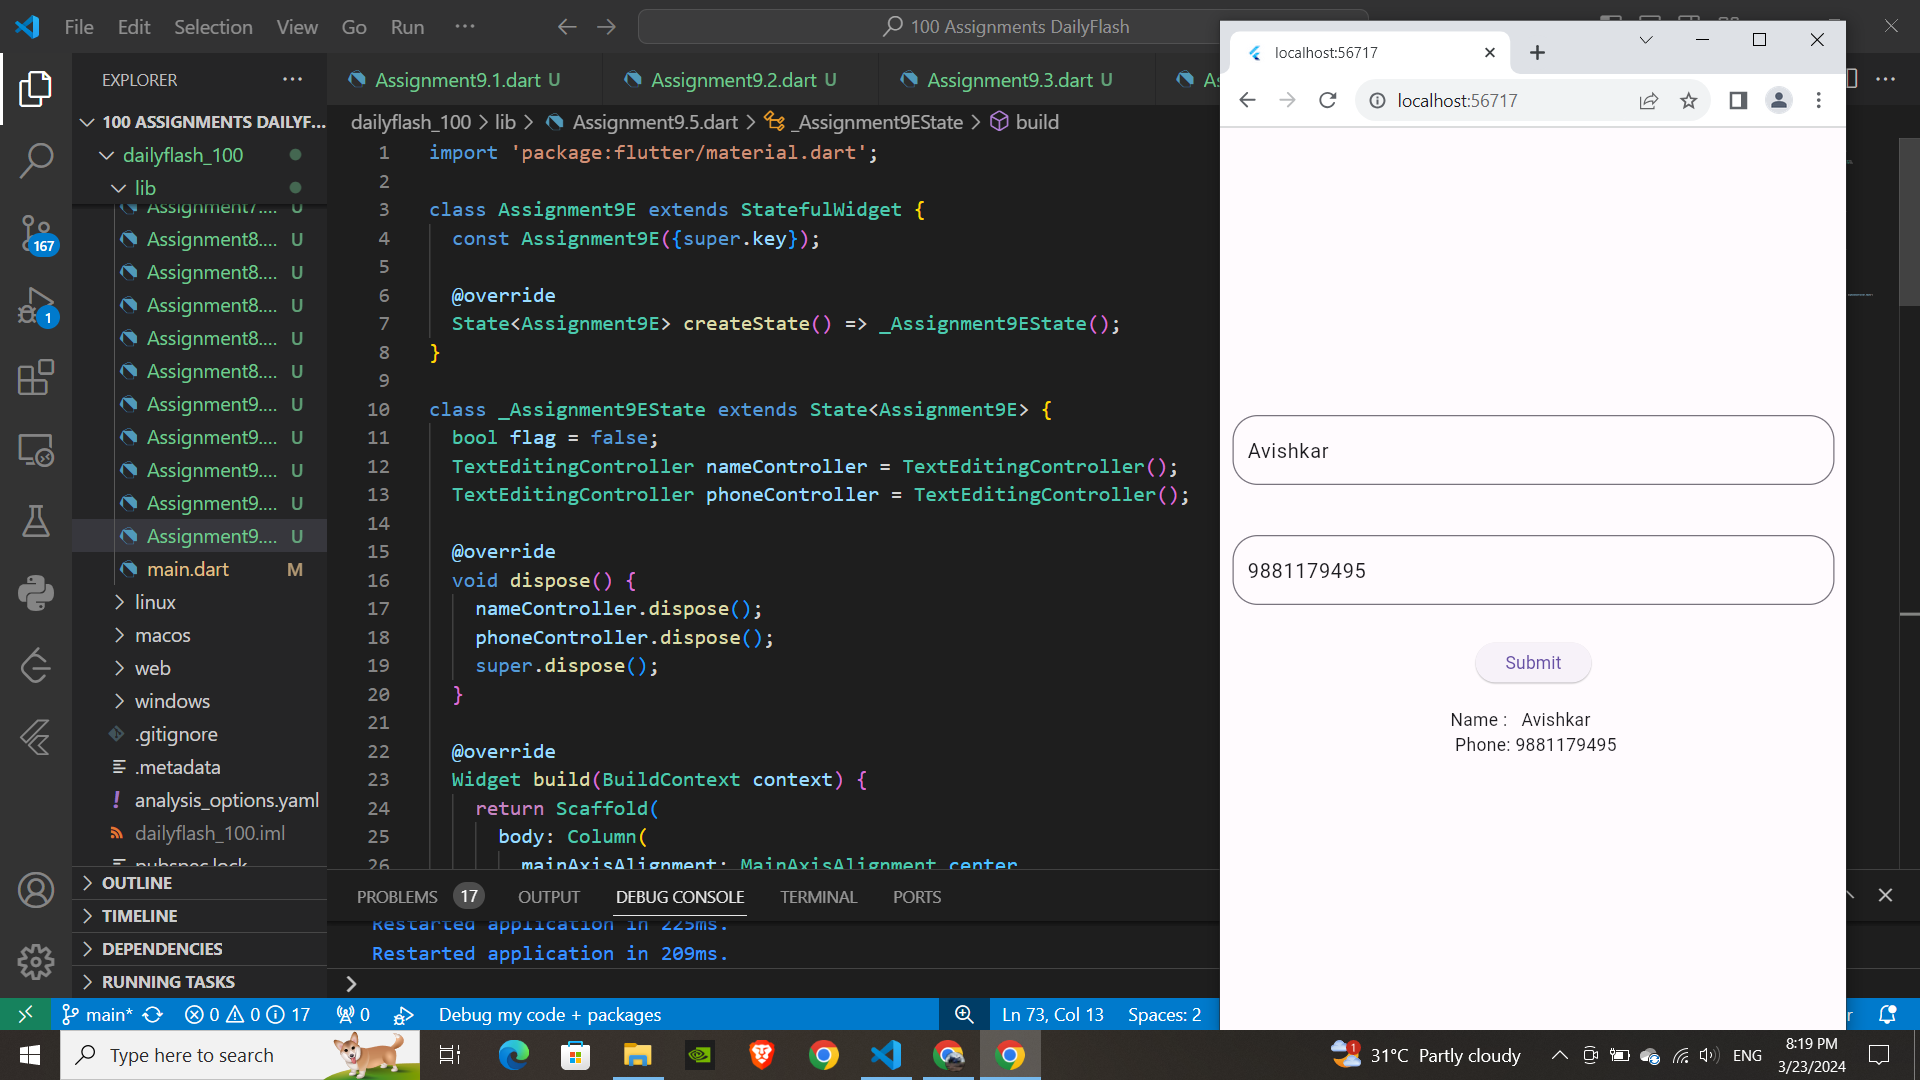 File Edit Selection View Go Run ···
100 Assignments DailyFlash
EXPLORER ···
100 ASSIGNMENTS DAILYF...
dailyflash_100
lib
Assignment7.... U
Assignment8.... U
Assignment8.... U
Assignment8.... U
Assignment8.... U
Assignment8.... U
Assignment9.... U
Assignment9.... U
Assignment9.... U
Assignment9.... U
Assignment9.... U
main.dart M
linux
macos
web
windows
.gitignore
.metadata
analysis_options.yaml
dailyflash_100.iml
pubspec.lock
OUTLINE
TIMELINE
DEPENDENCIES
RUNNING TASKS
167
1
Assignment9.1.dart U Assignment9.2.dart U Assignment9.3.dart U
dailyflash_100 > lib > Assignment9.5.dart > _Assignment9EState > build
1 import 'package:flutter/material.dart';
2
3 class Assignment9E extends StatefulWidget {
4 const Assignment9E({super.key});
5
6 @override
7 State<Assignment9E> createState() => _Assignment9EState();
8 }
9
10 class _Assignment9EState extends State<Assignment9E> {
11 bool flag = false;
12 TextEditingController nameController = TextEditingController();
13 TextEditingController phoneController = TextEditingController();
14
15 @override
16 void dispose() {
17 nameController.dispose();
18 phoneController.dispose();
19 super.dispose();
20 }
21
22 @override
23 Widget build(BuildContext context) {
24 return Scaffold(
25 body: Column(
26 mainAxisAlignment: MainAxisAlignment.center
PROBLEMS 17 OUTPUT DEBUG CONSOLE TERMINAL PORTS
Restarted application in 225ms.
Restarted application in 209ms.
>
main* 0 0 17 0 Debug my code + packages Ln 73, Col 13 Spaces: 2
localhost:56717
localhost:56717
Avishkar
9881179495
Submit
Name : Avishkar
Phone: 9881179495
Type here to search
1
31°C Partly cloudy
ENG
8:19 PM
3/23/2024